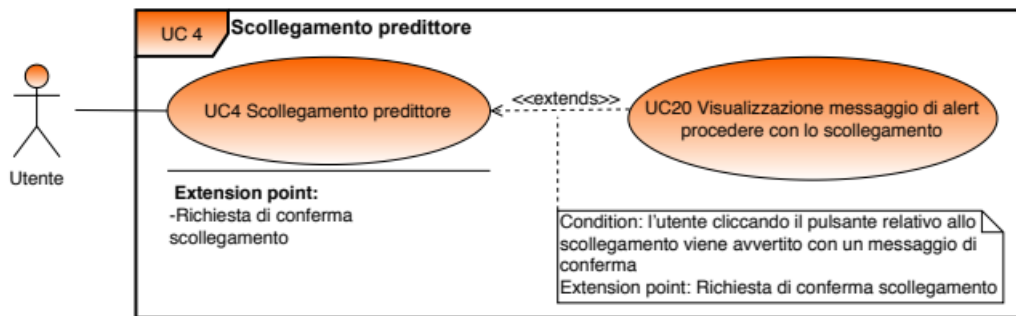 UC 4
Scollegamento predittore
UC4 Scollegamento predittore
<<extends>>
UC20 Visualizzazione messaggio di alert
procedere con lo scollegamento
Utente
Extension point:
-Richiesta di conferma
scollegamento
Condition: l'utente cliccando il pulsante relativo allo
scollegamento viene avvertito con un messaggio di
conferma
Extension point: Richiesta di conferma scollegamento